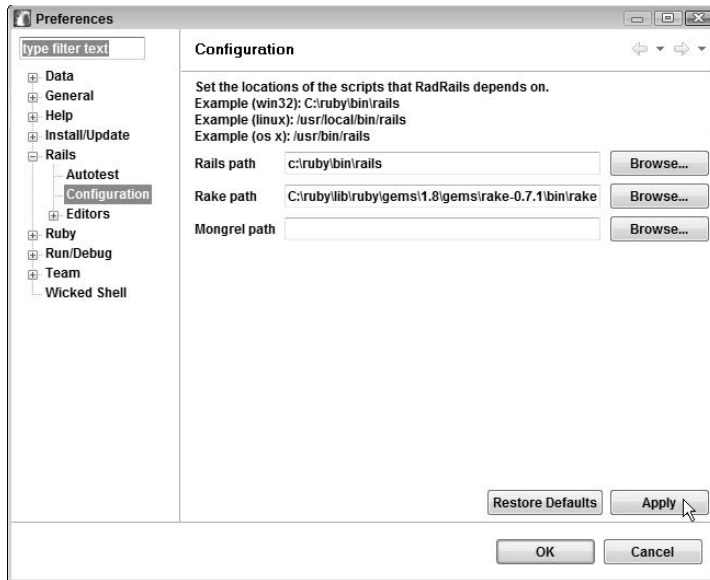 Preferences
type filter text
Data
General
Help
Install/Update
Rails
Autotest
Configuration
Editors
Ruby
Run/Debug
Team
Wicked Shell
Configuration
Set the locations of the scripts that RadRails depends on.
Example (win32): C:\ruby\bin\rails
Example (linux): /usr/local/bin/rails
Example (os x): /usr/bin/rails
Rails path c:\ruby\bin\rails Browse...
Rake path C:\ruby\lib\ruby\gems\1.8\gems\rake-0.7.1\bin\rake Browse...
Mongrel path Browse...
Restore Defaults Apply
OK Cancel